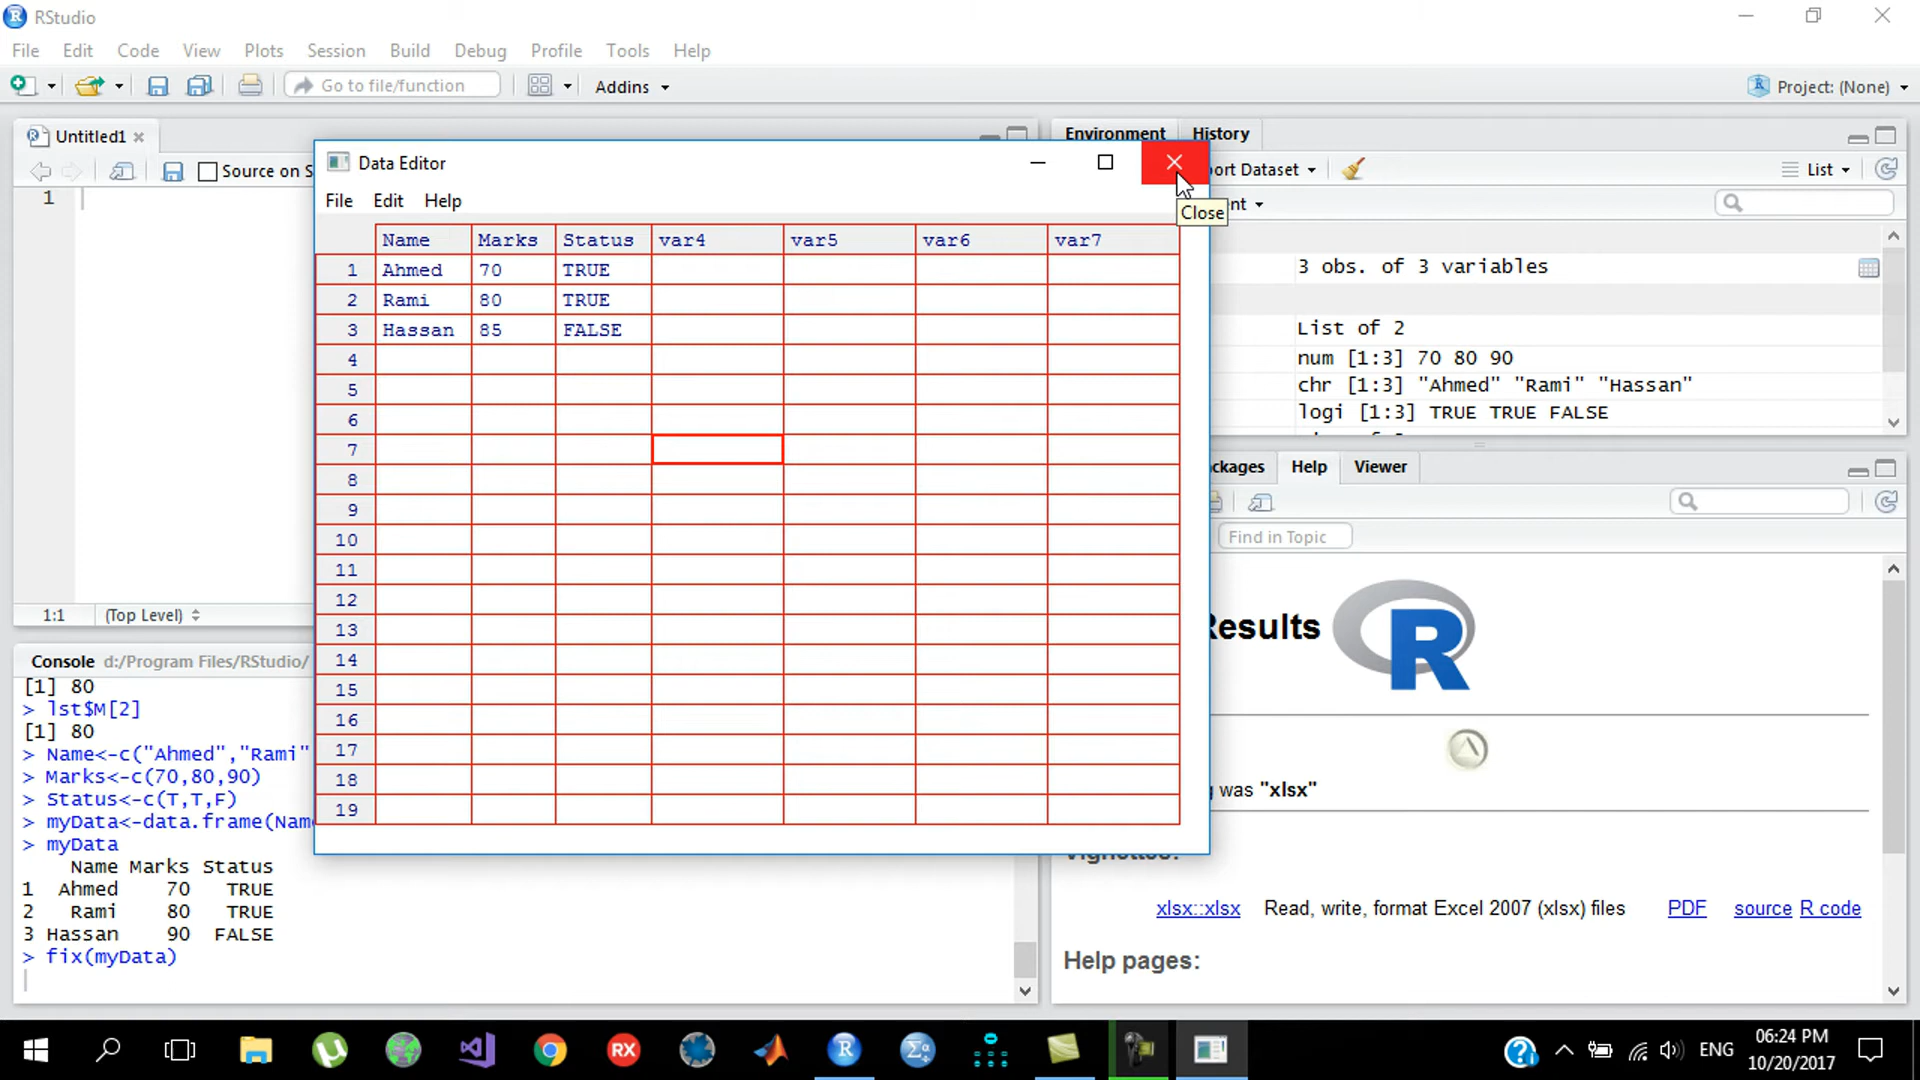 RStudio
File Edit Code View Plots Session Build Debug Profile Tools Help
Go to file/function Addins Project: (None)
Untitled1
Source on S
1
1:1 (Top Level)
Data Editor
File Edit Help
Close
Name Marks Status var4 var5 var6 var7
1 Ahmed 70 TRUE
2 Rami 80 TRUE
3 Hassan 85 FALSE
4
5
6
7
8
9
10
11
12
13
14
15
16
17
18
19
Environment History
ort Dataset List
nt
3 obs. of 3 variables
List of 2
num [1:3] 70 80 90
chr [1:3] "Ahmed" "Rami" "Hassan"
logi [1:3] TRUE TRUE FALSE
Console d:/Program Files/RStudio/
[1] 80
> lst$M[2]
[1] 80
> Name<-c("Ahmed","Rami"
> Marks<-c(70,80,90)
> Status<-c(T,T,F)
> myData<-data.frame(Nam
> myData
Name Marks Status
1 Ahmed 70 TRUE
2 Rami 80 TRUE
3 Hassan 90 FALSE
> fix(myData)
ckages Help Viewer
Find in Topic
Results R
was "xlsx"
xlsx::xlsx Read, write, format Excel 2007 (xlsx) files PDF source R code
Help pages:
RX
R
ENG
06:24 PM
10/20/2017